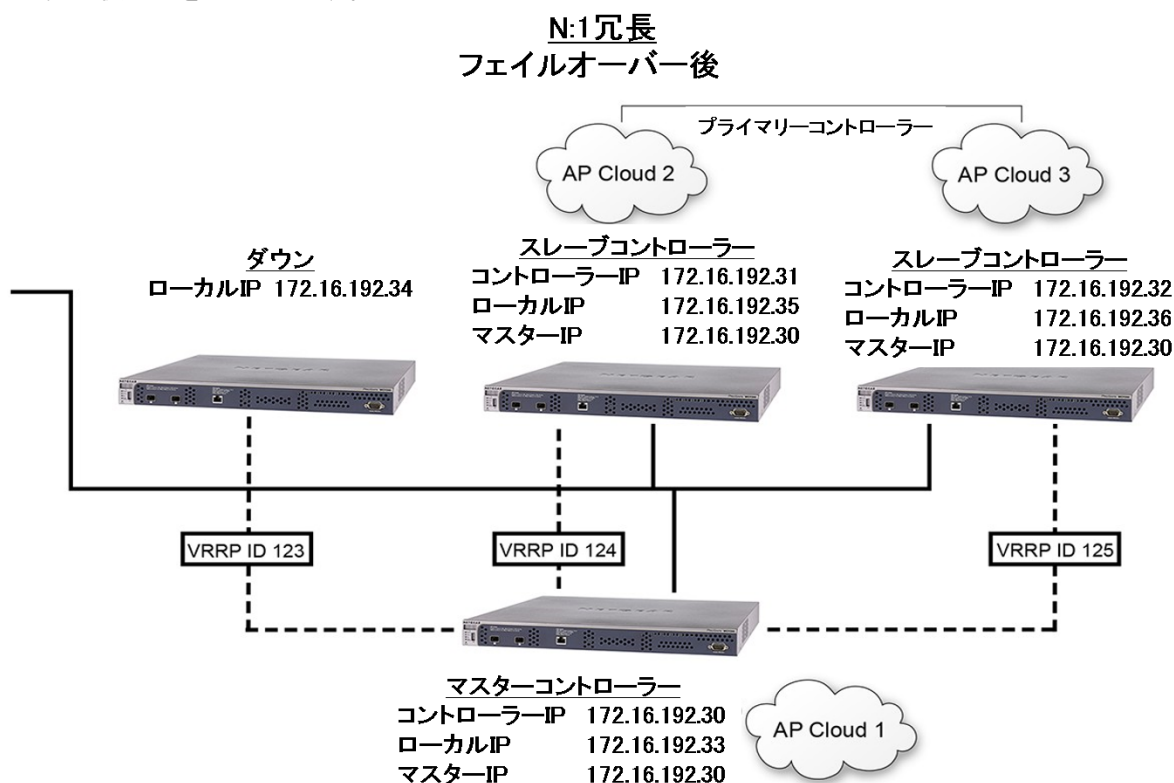 N:1冗長
フェイルオーバー後
プライマリーコントローラー
AP Cloud 2
AP Cloud 3
ダウン
ローカルIP 172.16.192.34
スレーブコントローラー
コントローラーIP 172.16.192.31
ローカルIP 172.16.192.35
マスターIP 172.16.192.30
スレーブコントローラー
コントローラーIP 172.16.192.32
ローカルIP 172.16.192.36
マスターIP 172.16.192.30
VRRP ID 123
VRRP ID 124
VRRP ID 125
マスターコントローラー
コントローラーIP 172.16.192.30
ローカルIP 172.16.192.33
マスターIP 172.16.192.30
AP Cloud 1